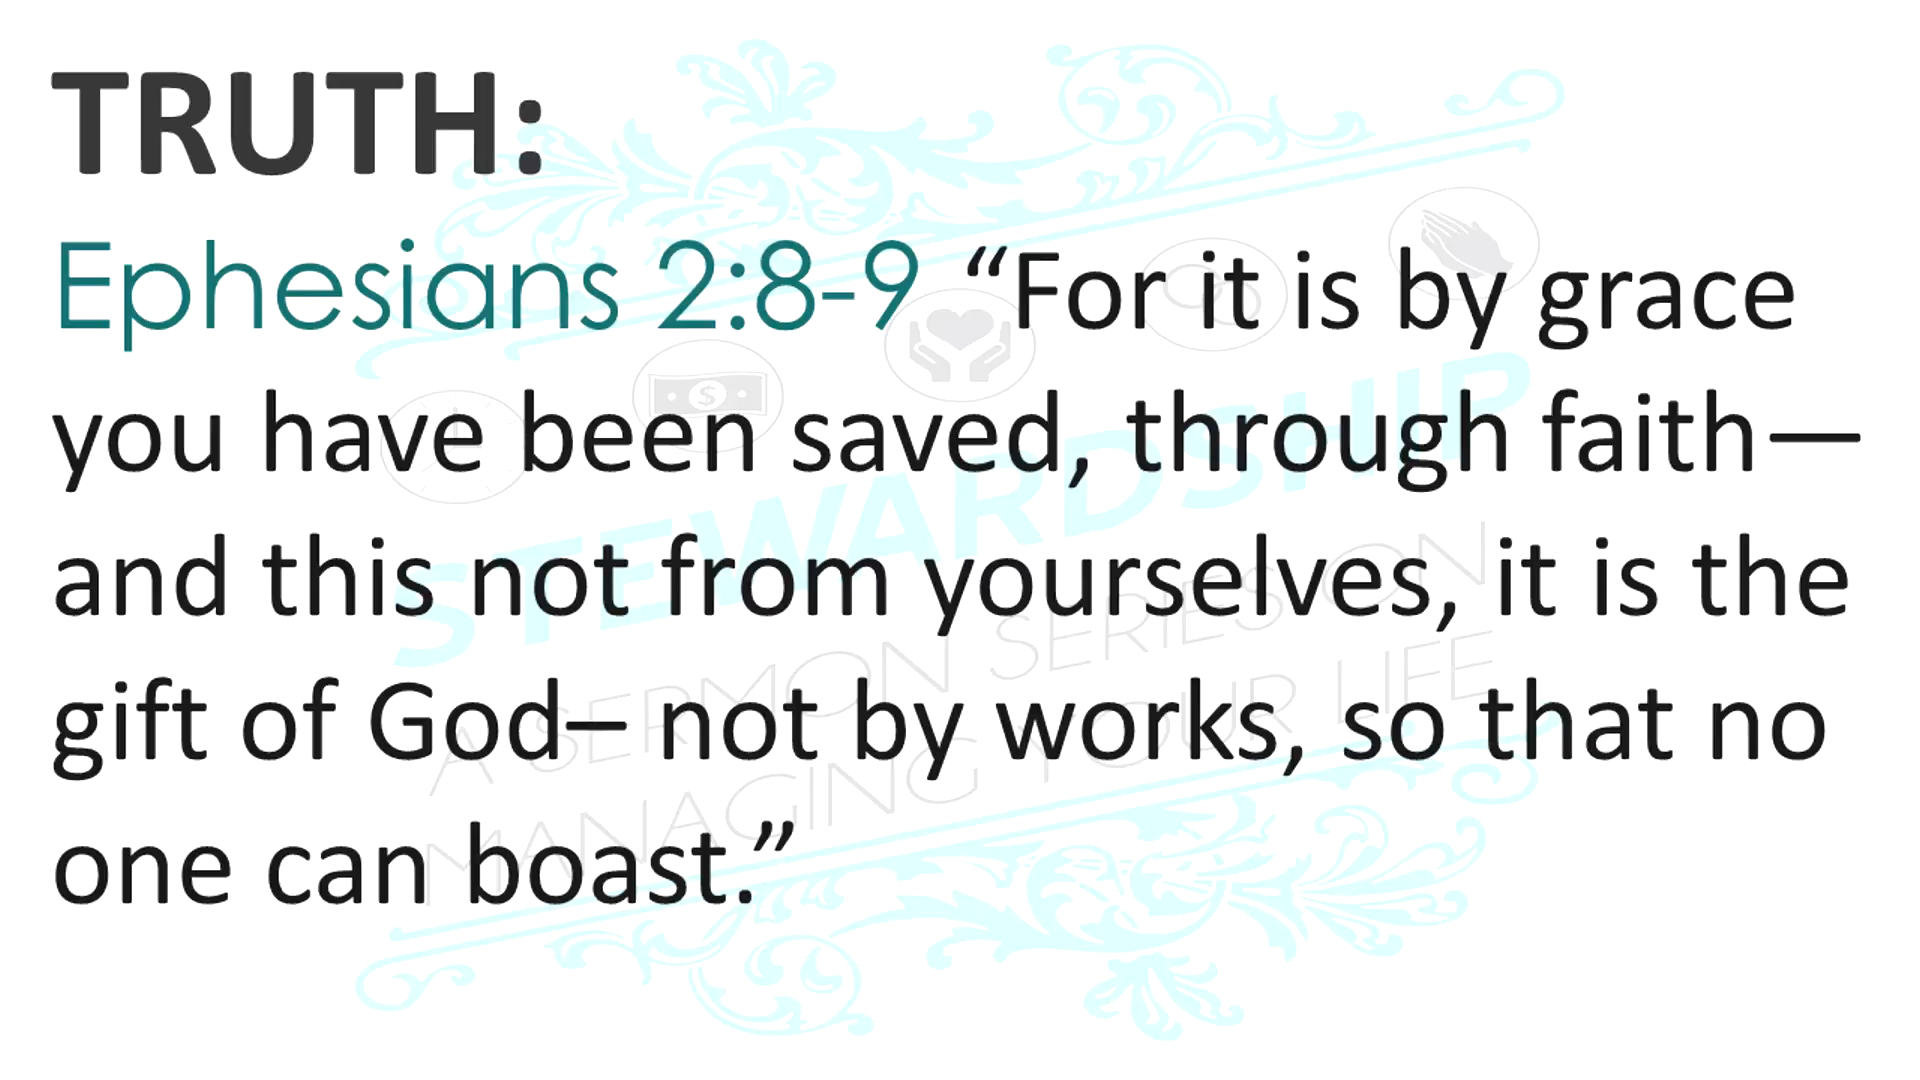 TRUTH:
Ephesians 2:8-9 “For it is by grace
you have been saved, through faith—
and this not from yourselves, it is the
gift of God– not by works, so that no
one can boast.”
$
STEWARDSHIP
A SERMON SERIES ON
MANAGING YOUR LIFE